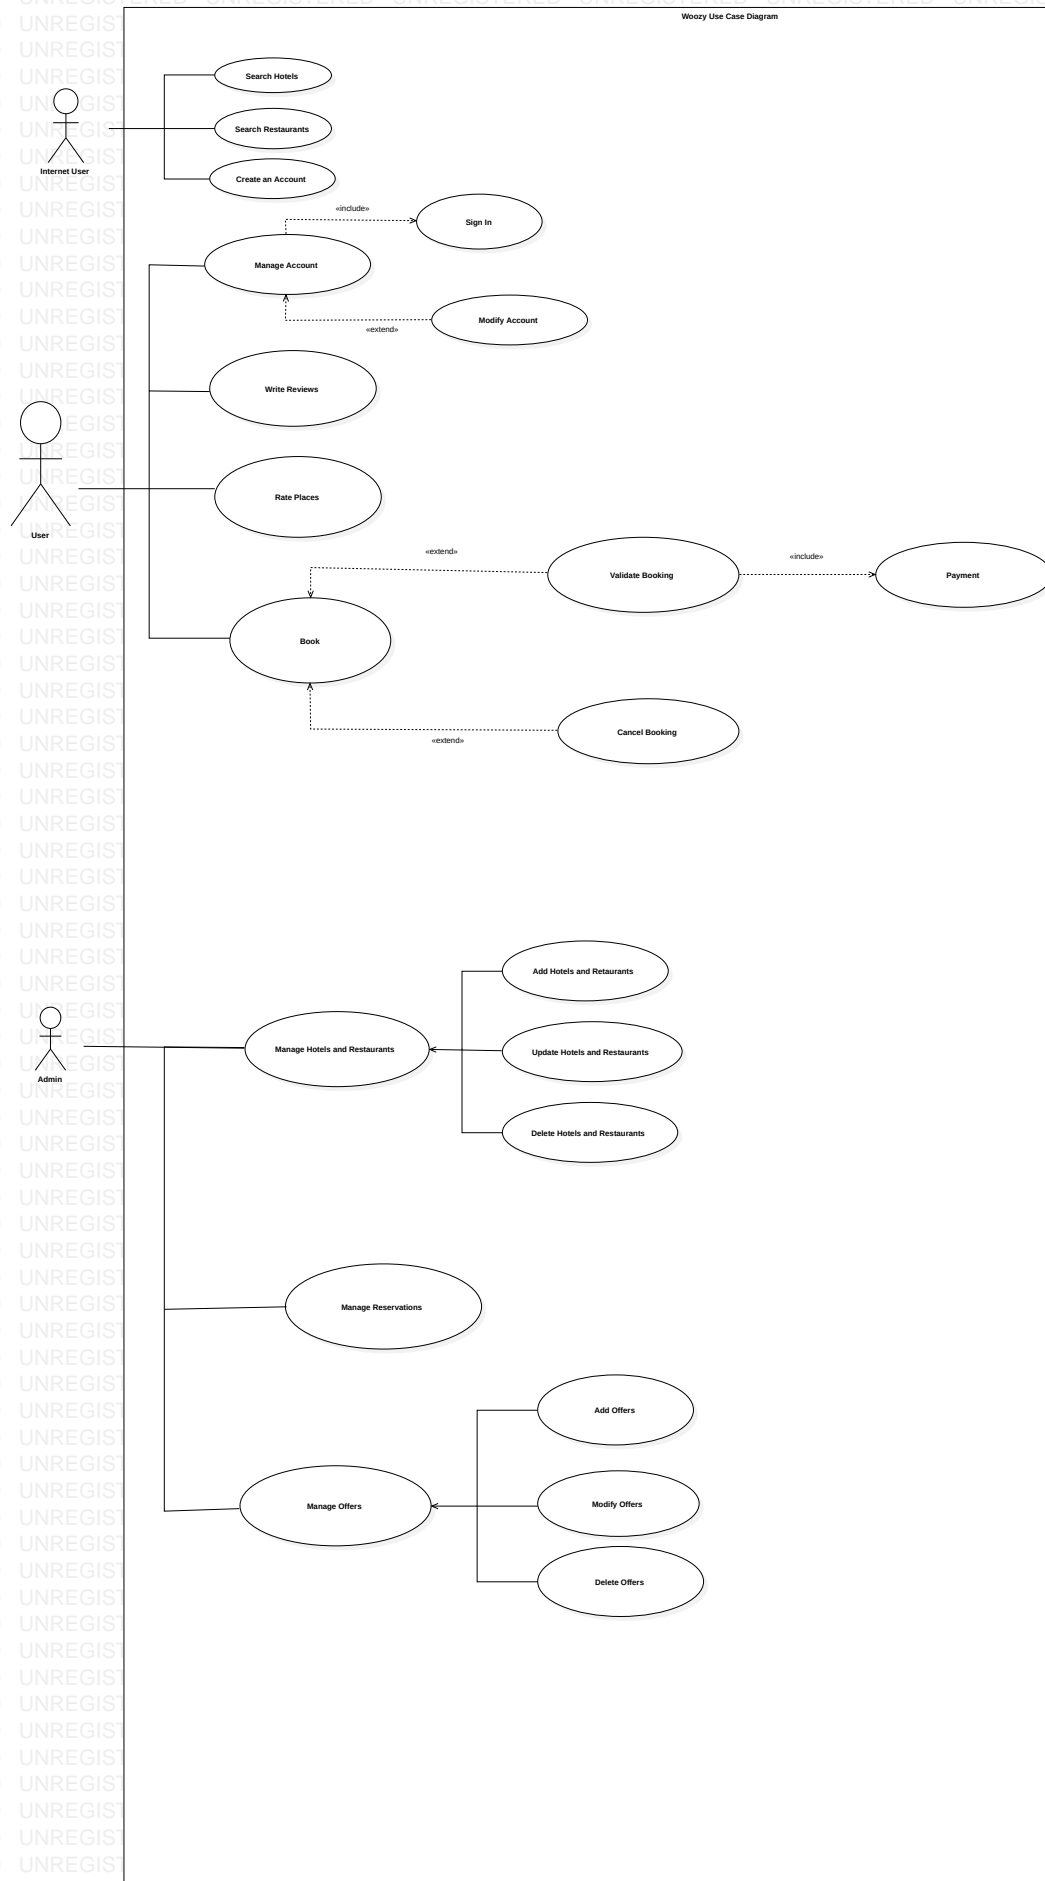 Woozy Use Case Diagram
Search Hotels
Search Restaurants
Internet User
Create an Account
«include»
Sign In
Manage Account
Modify Account
«extend»
Write Reviews
Rate Places
User
«extend»
«include»
Validate Booking
Payment
Book
Cancel Booking
«extend»
Add Hotels and Retaurants
Manage Hotels and Restaurants
Update Hotels and Restaurants
Admin
Delete Hotels and Restaurants
Manage Reservations
Add Offers
Modify Offers
Manage Offers
Delete Offers